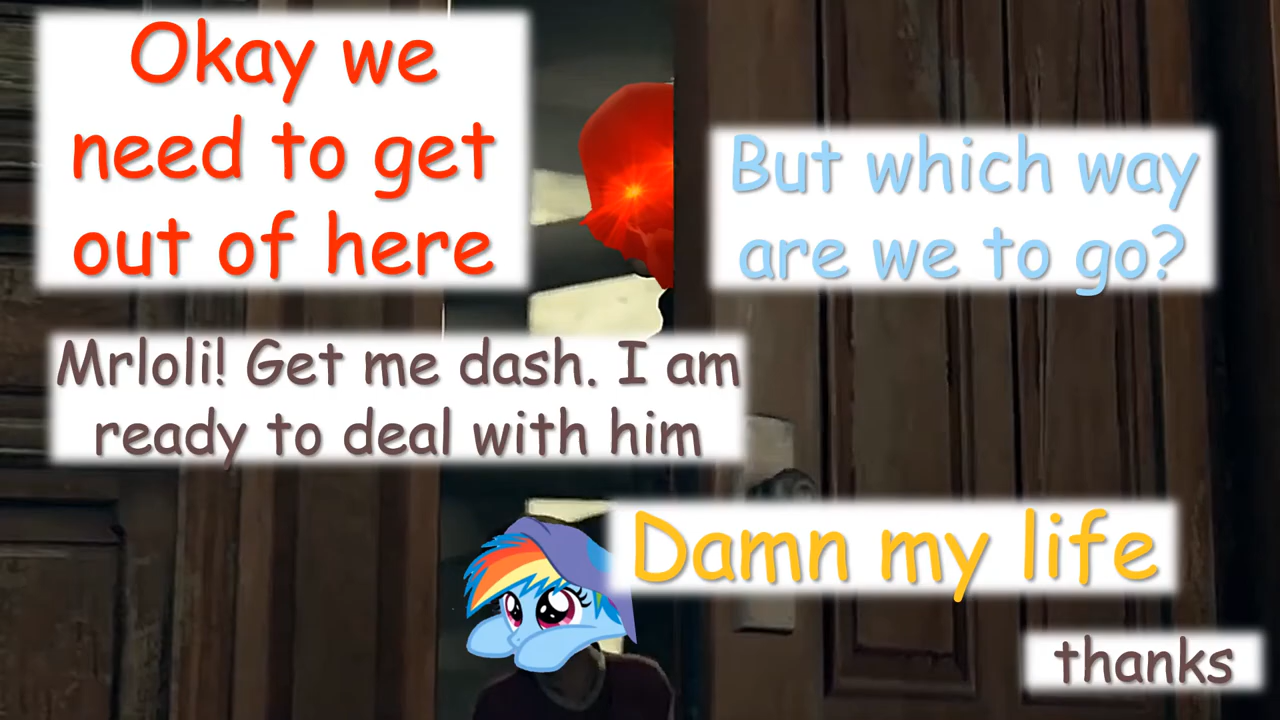 Okay we
need to get
out of here
But which way
are we to go?
Mrloli! Get me dash. I am
ready to deal with him
Damn my life
thanks